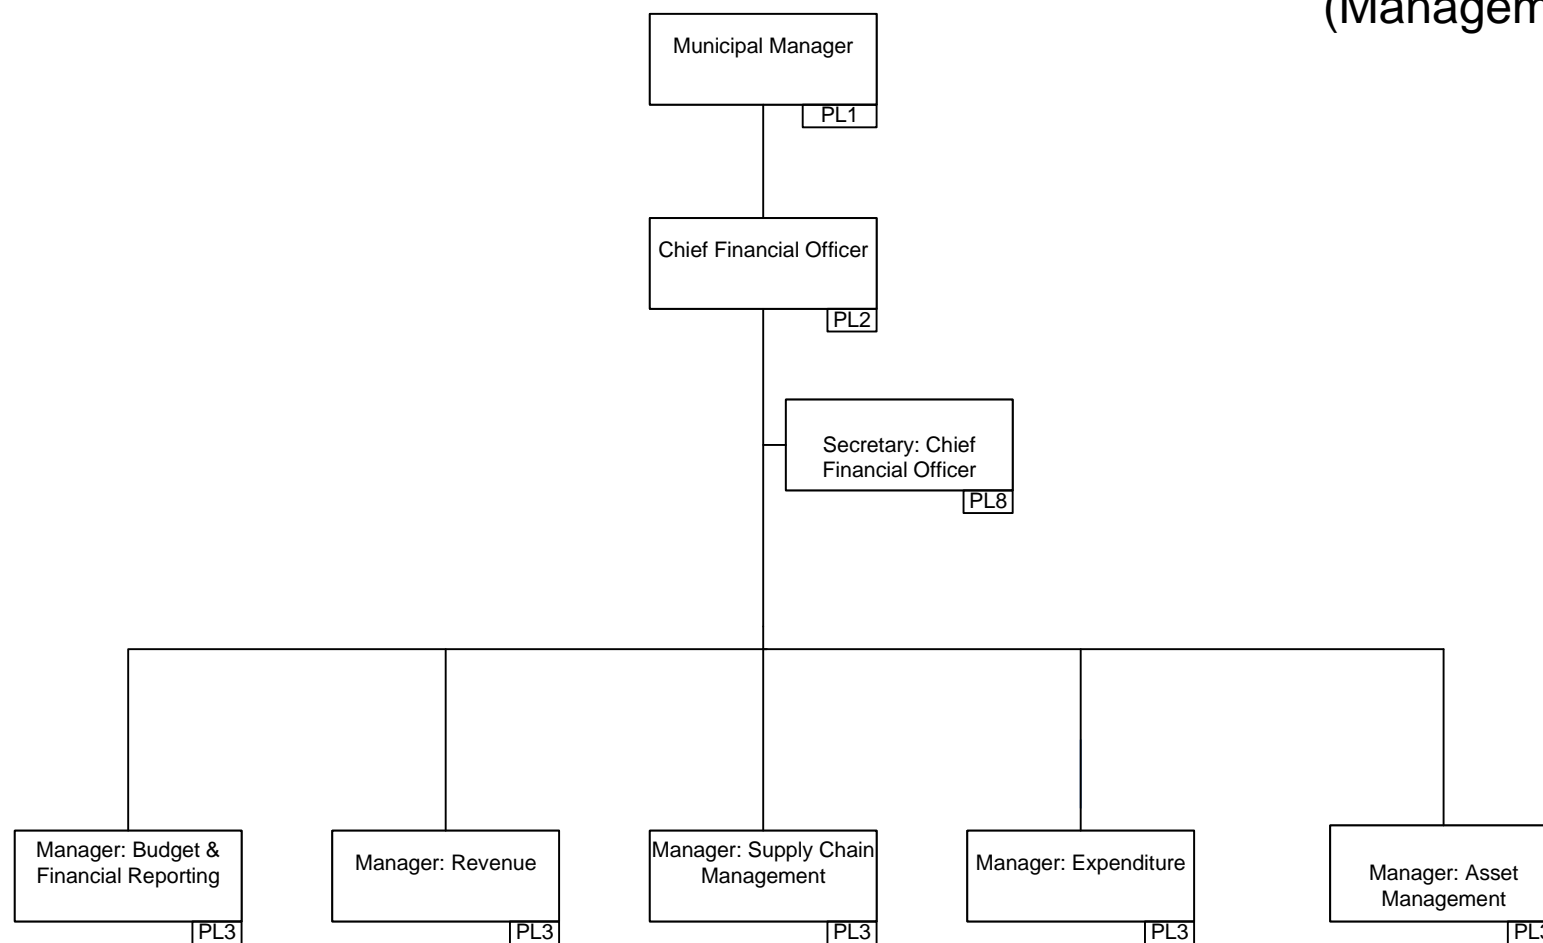 (Managem
Municipal Manager
PL1
Chief Financial Officer
PL2
Secretary: Chief
Financial Officer
PL8
Manager: Budget &
Financial Reporting
PL3
Manager: Revenue
PL3
Manager: Supply Chain
Management
PL3
Manager: Expenditure
PL3
Manager: Asset
Management
PL3